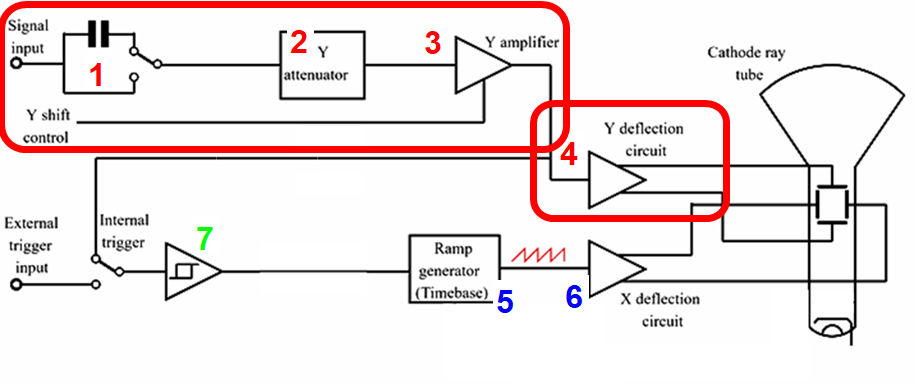 Signal
input
1
2
Y
attenuator
3
Y amplifier
Y shift
control
Cathode ray
tube
Y deflection
circuit
4
External
trigger
input
Internal
trigger
7
Ramp
generator
(Timebase)
5
6
X deflection
circuit